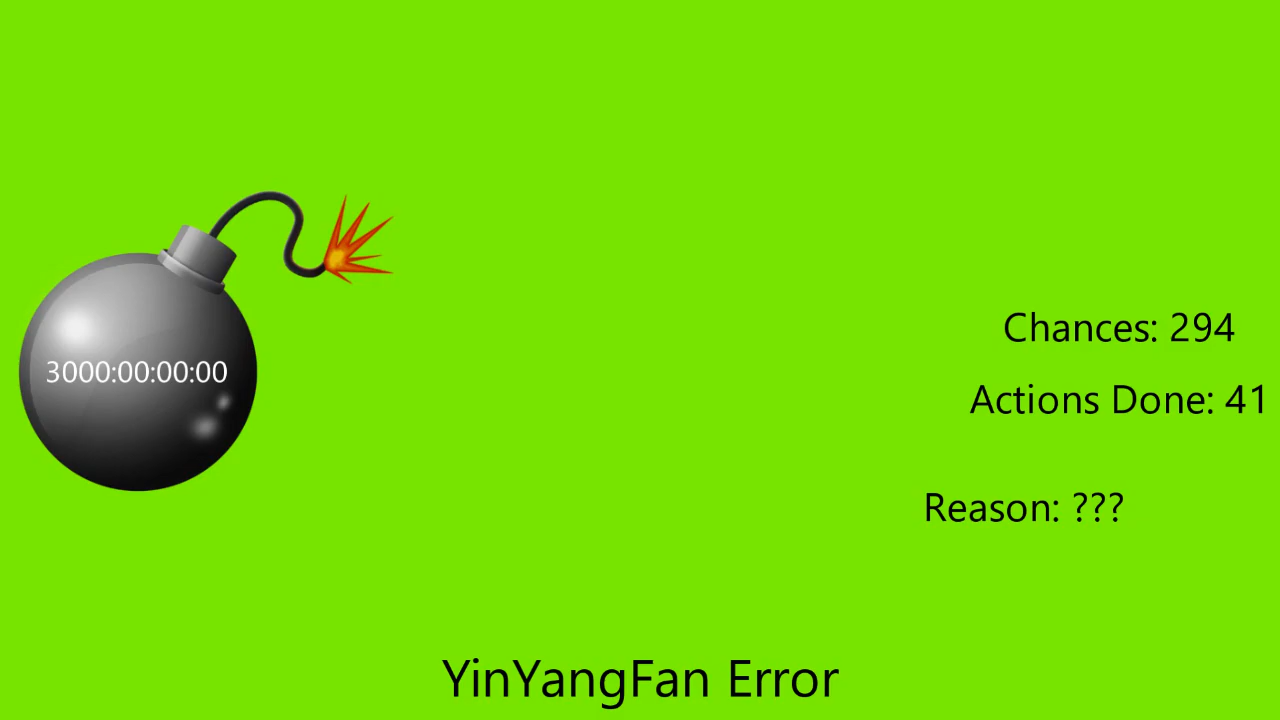 3000:00:00:00
Chances: 294
Actions Done: 41
Reason: ???
YinYangFan Error